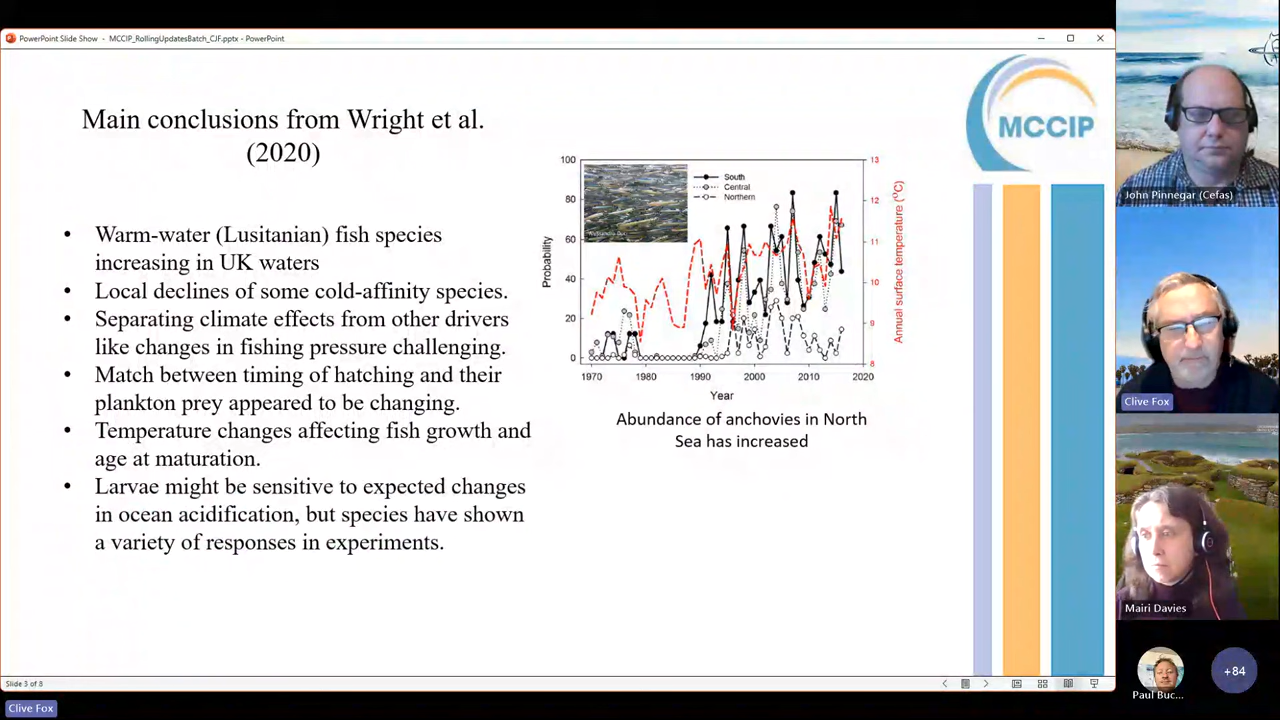 PowerPoint Slide Show - MCCIP_RollingUpdatesBatch_CJF.pptx - PowerPoint
Main conclusions from Wright et al.
(2020)
• Warm-water (Lusitanian) fish species
increasing in UK waters
• Local declines of some cold-affinity species.
• Separating climate effects from other drivers
like changes in fishing pressure challenging.
• Match between timing of hatching and their
plankton prey appeared to be changing.
• Temperature changes affecting fish growth and
age at maturation.
• Larvae might be sensitive to expected changes
in ocean acidification, but species have shown
a variety of responses in experiments.
MCCIP
South
Central
Northern
Probability
100
80
60
40
20
0
13
12
11
10
9
8
Annual surface temperature (°C)
1970 1980 1990 2000 2010 2020
Year
Abundance of anchovies in North
Sea has increased
John Pinnegar (Cefas)
Clive Fox
Mairi Davies
Paul Buc...
+84
Slide 3 of 8
Clive Fox